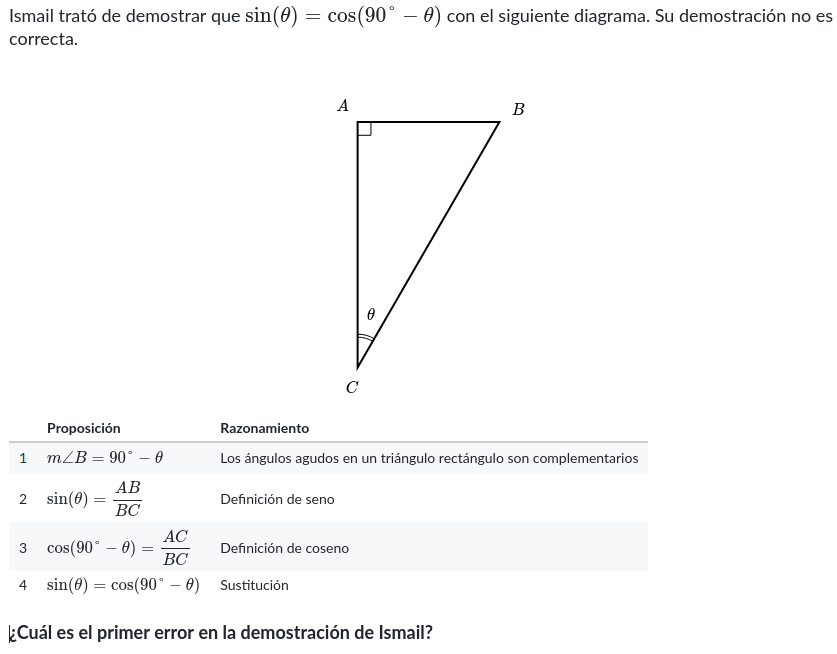 Ismail trató de demostrar que sin(θ) = cos(90° − θ) con el siguiente diagrama. Su demostración no es
correcta.
A
B
θ
C
Proposición Razonamiento
1 m∠B = 90° − θ Los ángulos agudos en un triángulo rectángulo son complementarios
2 sin(θ) = AB/BC Definición de seno
3 cos(90° − θ) = AC/BC Definición de coseno
4 sin(θ) = cos(90° − θ) Sustitución
¿Cuál es el primer error en la demostración de Ismail?